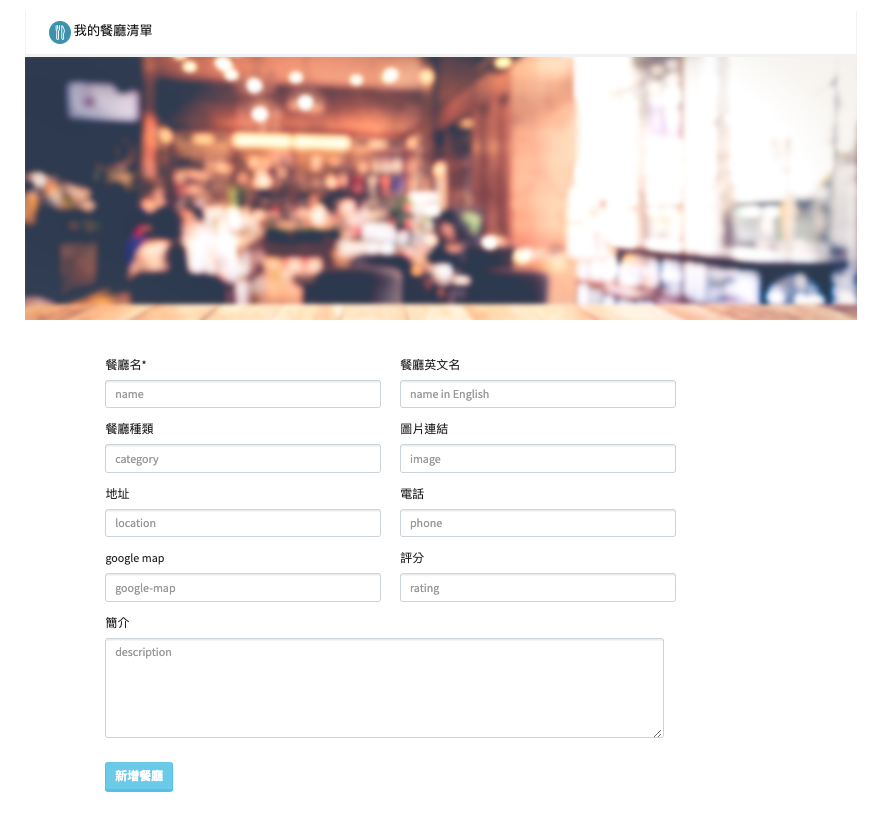 我的餐廳清單
餐廳名* 餐廳英文名
name name in English
餐廳種類 圖片連結
category image
地址 電話
location phone
google map 評分
google-map rating
簡介
description
新增餐廳